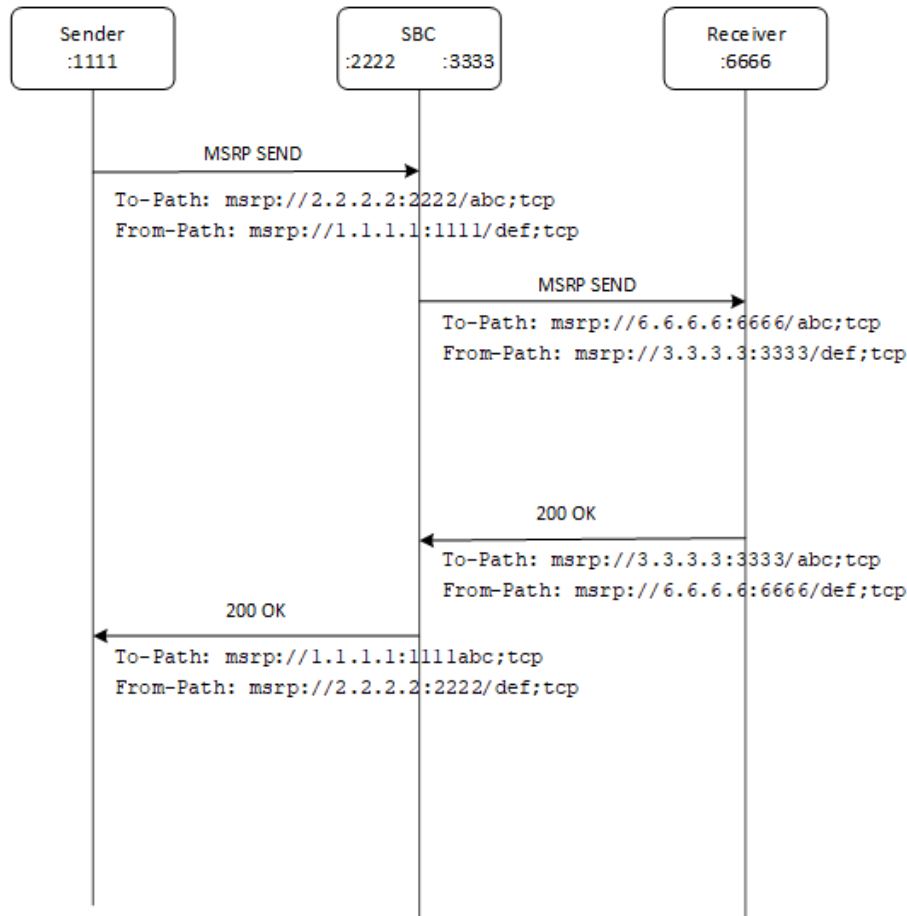 Sender
:1111
SBC
:2222 :3333
Receiver
:6666
MSRP SEND
To-Path: msrp://2.2.2.2:2222/abc;tcp
From-Path: msrp://1.1.1.1:1111/def;tcp
MSRP SEND
To-Path: msrp://6.6.6.6:6666/abc;tcp
From-Path: msrp://3.3.3.3:3333/def;tcp
200 OK
To-Path: msrp://3.3.3.3:3333/abc;tcp
From-Path: msrp://6.6.6.6:6666/def;tcp
200 OK
To-Path: msrp://1.1.1.1:1111abc;tcp
From-Path: msrp://2.2.2.2:2222/def;tcp